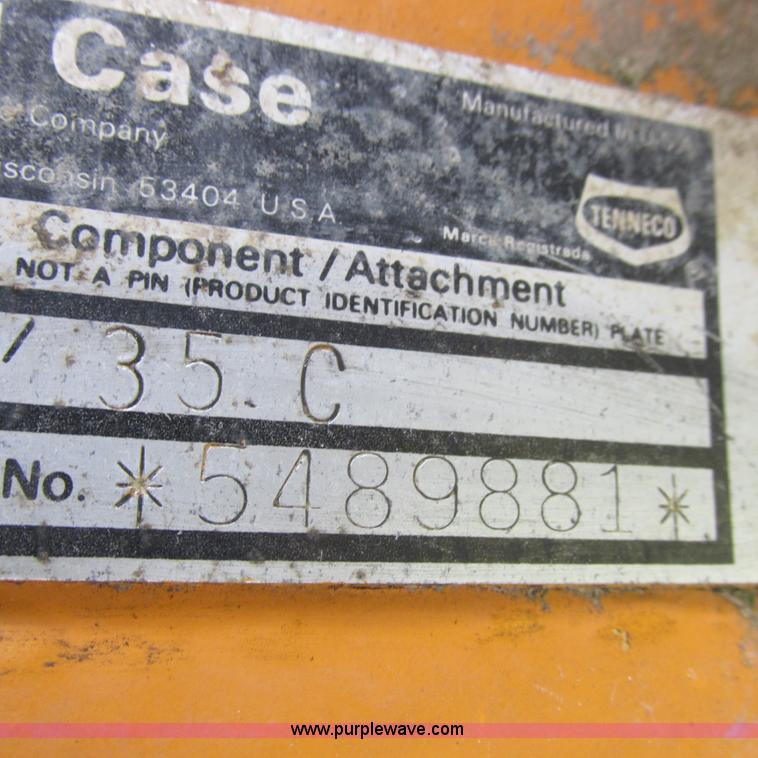 Case
Manufactured in U.S.A.
Company
53404 U.S.A.
TENNECO
Marca Registrada
Component / Attachment
NOT A PIN (PRODUCT IDENTIFICATION NUMBER) PLATE
/ 35 C
No. *5489881*
www.purplewave.com